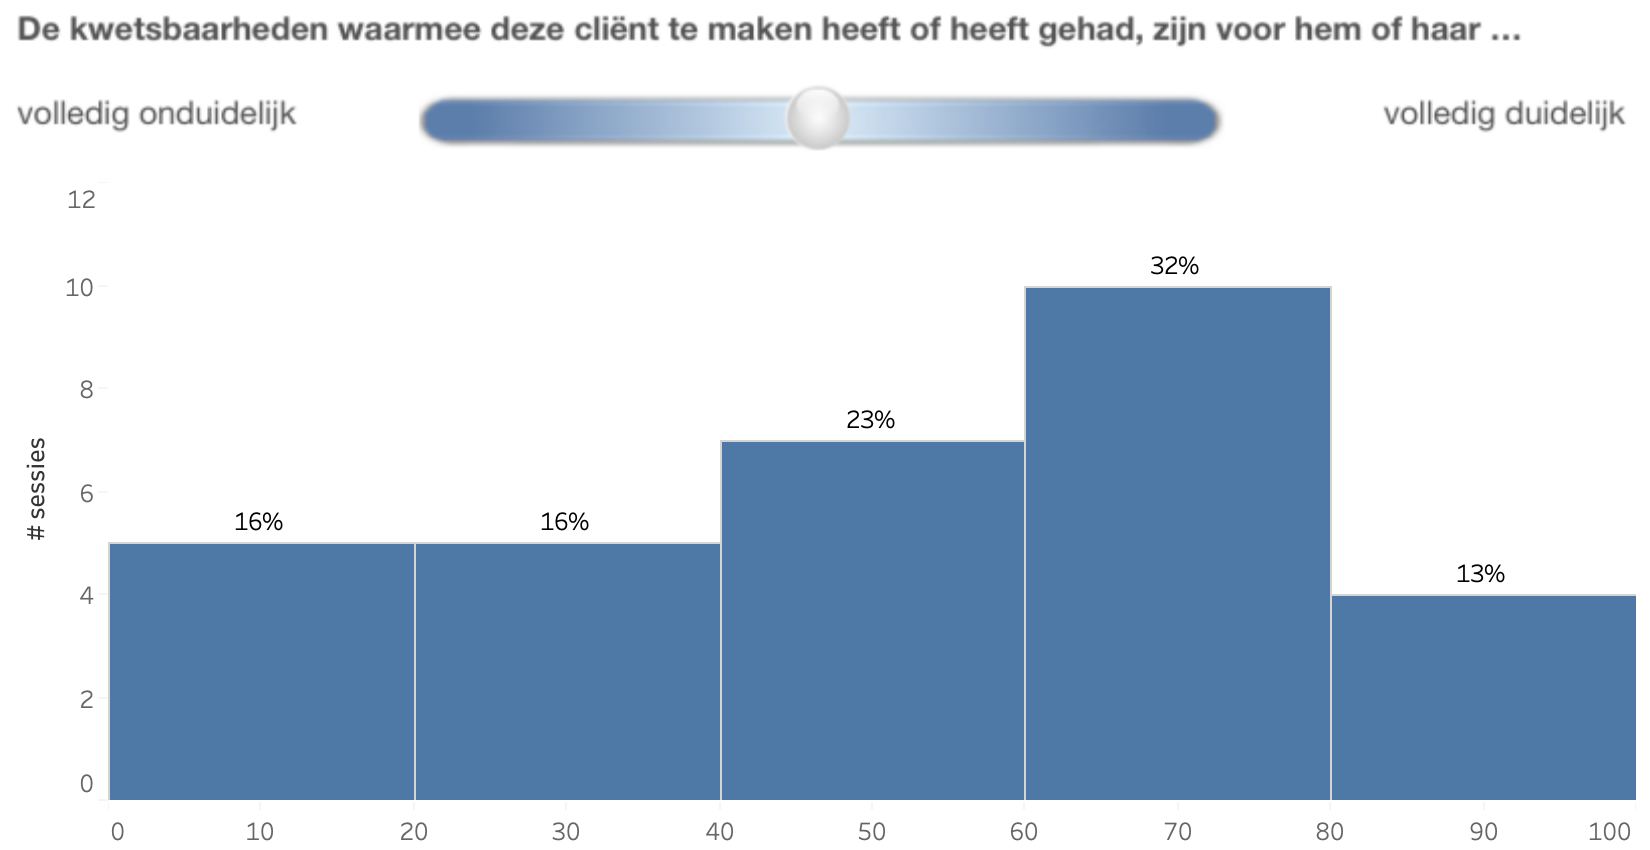 De kwetsbaarheden waarmee deze cliënt te maken heeft of heeft gehad, zijn voor hem of haar ...
volledig onduidelijk
volledig duidelijk
12
10
8
6
4
2
0
# sessies
16%
16%
23%
32%
13%
0 10 20 30 40 50 60 70 80 90 100